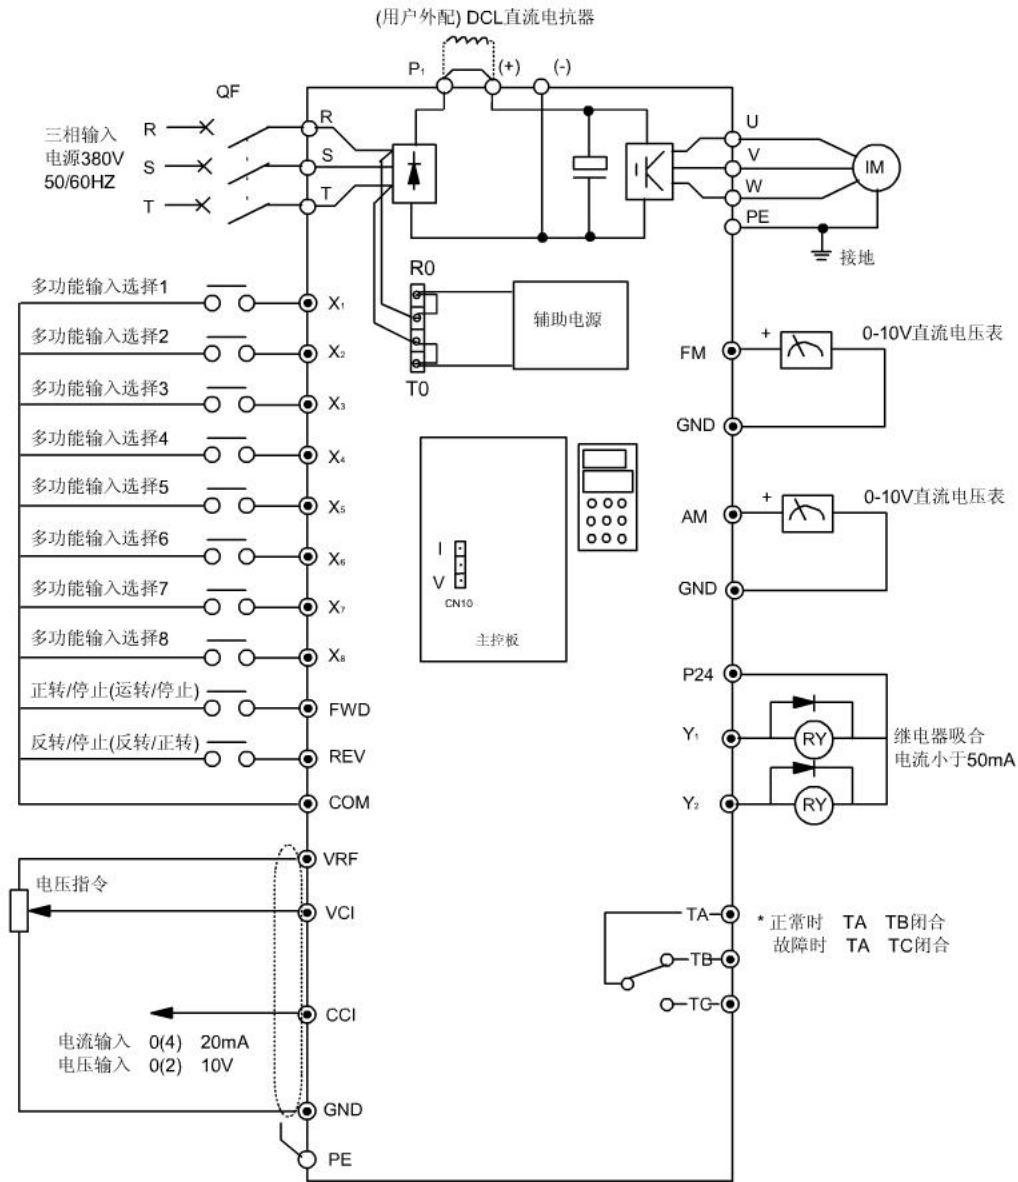 (用户外配) DCL直流电抗器
P₁
(+)
(-)
QF
三相输入
电源380V
50/60HZ
R
S
T
R
S
T
U
V
W
PE
IM
接地
R0
T0
辅助电源
多功能输入选择1
X₁
多功能输入选择2
X₂
多功能输入选择3
X₃
多功能输入选择4
X₄
多功能输入选择5
X₅
多功能输入选择6
X₆
多功能输入选择7
X₇
多功能输入选择8
X₈
正转/停止(运转/停止)
FWD
反转/停止(反转/正转)
REV
COM
I
V
CN10
主控板
FM
+
0-10V直流电压表
GND
AM
+
0-10V直流电压表
GND
P24
Y₁
RY
Y₂
RY
继电器吸合
电流小于50mA
VRF
电压指令
VCI
CCI
电流输入 0(4) 20mA
电压输入 0(2) 10V
GND
PE
TA
TB
TC
* 正常时 TA TB闭合
故障时 TA TC闭合